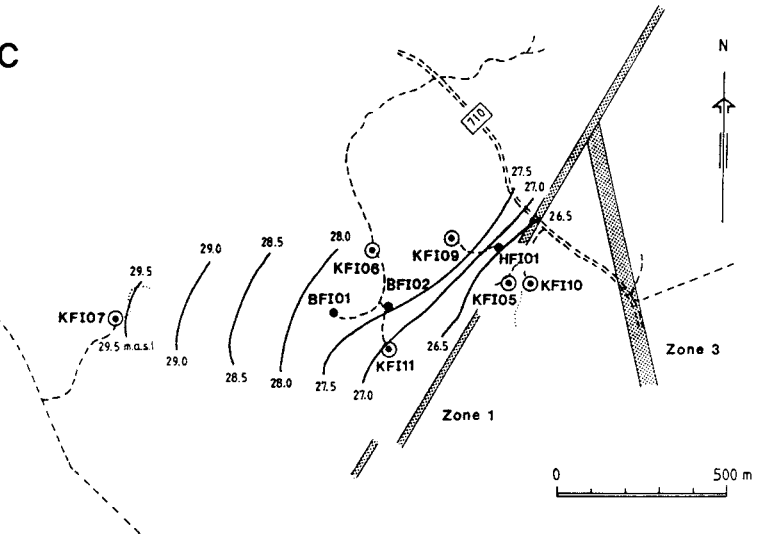 C
N
710
27.5
27.0
26.5
28.0
28.5
29.0
29.5
KFI06
KFI09
HFI01
BFI02
BFI01
KFI05
KFI10
KFI07
29.5 m.a.s.l
29.0
28.5
28.0
27.5
27.0
26.5
KFI11
Zone 3
Zone 1
0
500 m